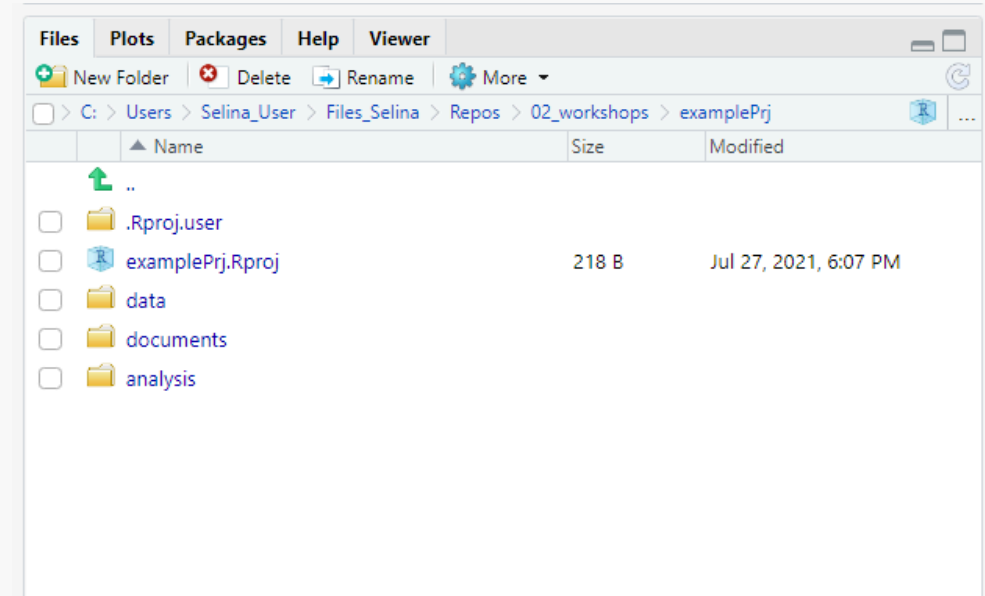 Files Plots Packages Help Viewer
New Folder Delete Rename More
C: > Users > Selina_User > Files_Selina > Repos > 02_workshops > examplePrj R ...
Name Size Modified
..
.Rproj.user
R examplePrj.Rproj 218 B Jul 27, 2021, 6:07 PM
data
documents
analysis